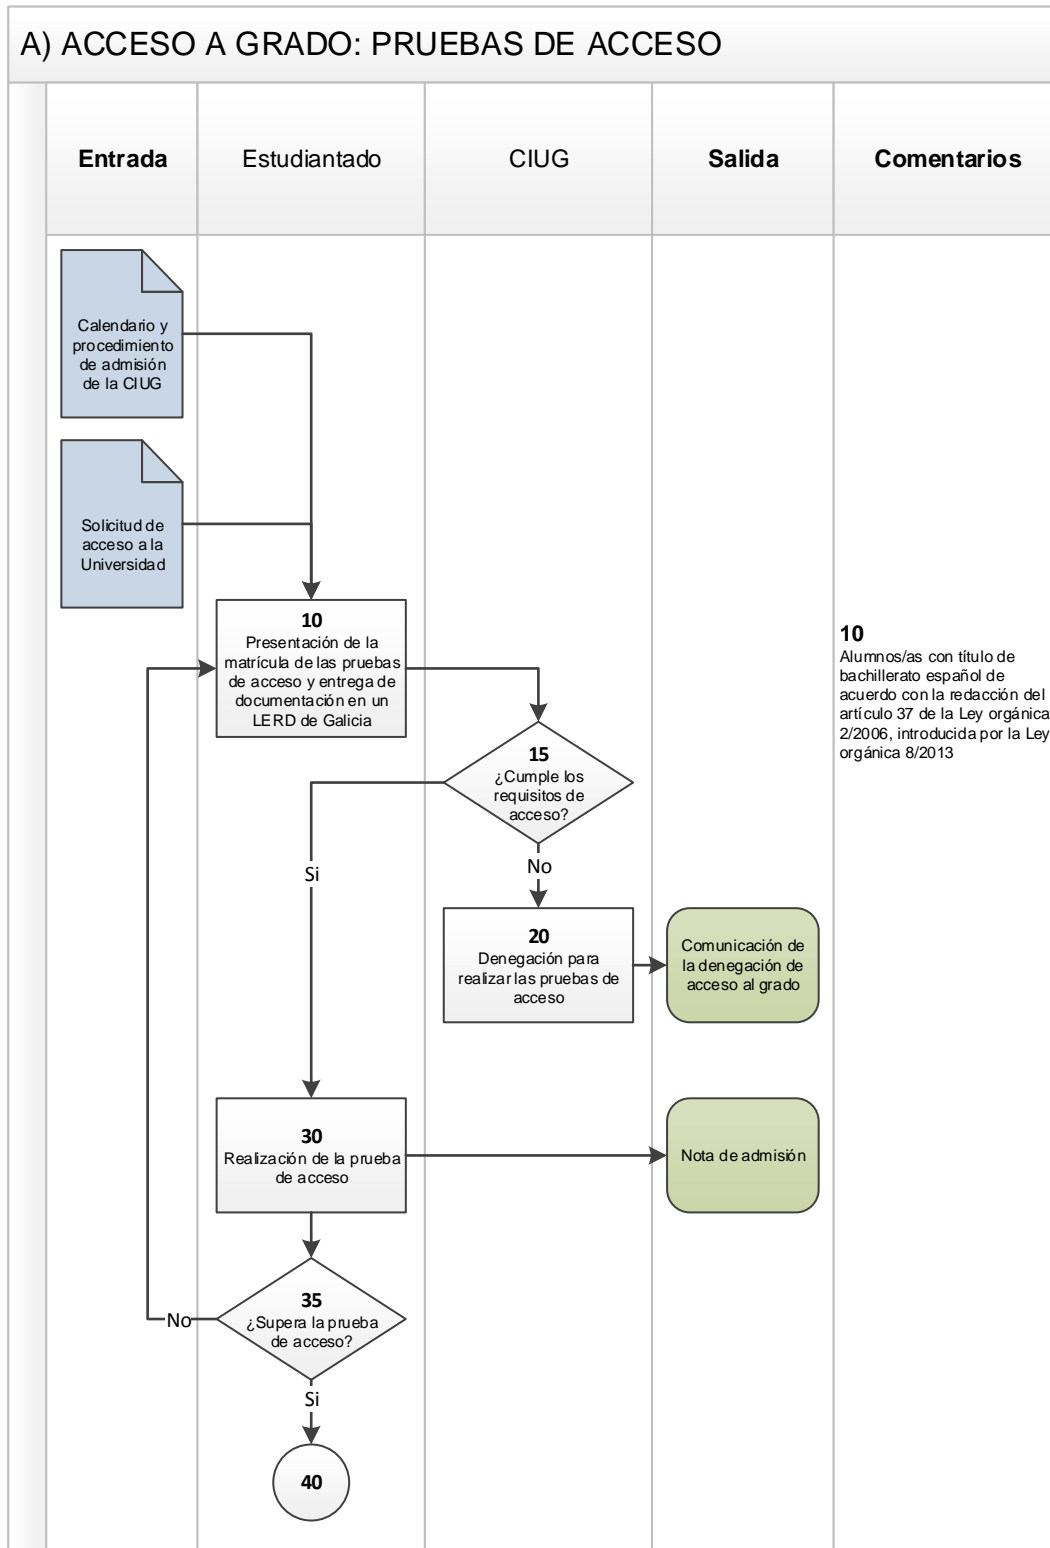 A) ACCESO A GRADO: PRUEBAS DE ACCESO
Entrada
Estudiantado
CIUG
Salida
Comentarios
Calendario y
procedimiento
de admisión
de la CIUG
Solicitud de
acceso a la
Universidad
10
Presentación de la
matrícula de las pruebas
de acceso y entrega de
documentación en un
LERD de Galicia
10
Alumnos/as con título de
bachillerato español de
acuerdo con la redacción del
artículo 37 de la Ley orgánica
2/2006, introducida por la Ley
orgánica 8/2013
15
¿Cumple los
requisitos de
acceso?
Si
No
20
Denegación para
realizar las pruebas de
acceso
Comunicación de
la denegación de
acceso al grado
30
Realización de la prueba
de acceso
Nota de admisión
35
¿Supera la prueba
de acceso?
No
Si
40